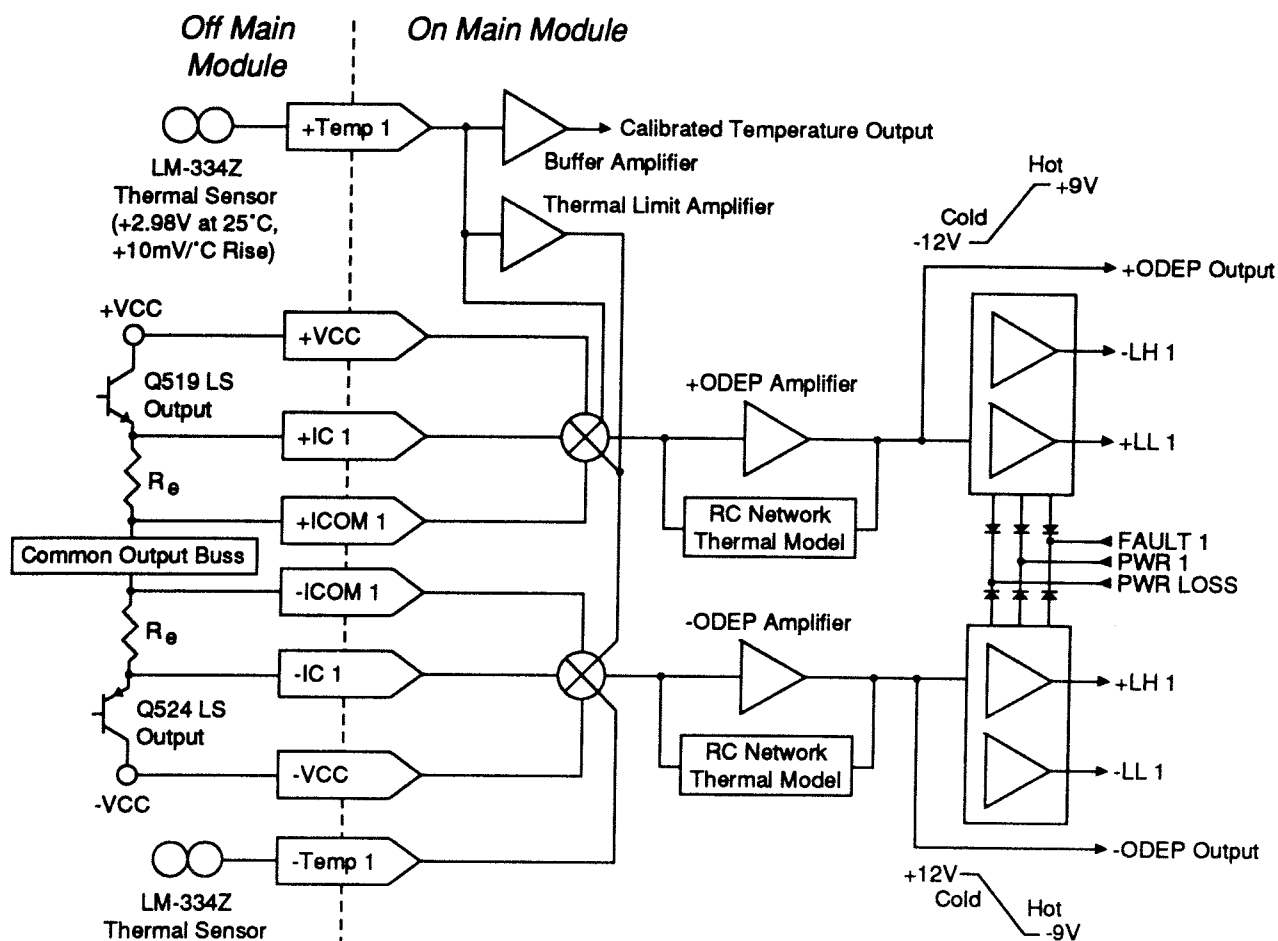 Off Main
Module
On Main Module
+Temp 1
Calibrated Temperature Output
Buffer Amplifier
LM-334Z
Thermal Sensor
(+2.98V at 25°C,
+10mV/°C Rise)
Thermal Limit Amplifier
Hot
+9V
Cold
-12V
+ODEP Output
+VCC
+VCC
Q519 LS
Output
+IC 1
Re
+ICOM 1
Common Output Buss
-ICOM 1
Re
-IC 1
Q524 LS
Output
-VCC
-VCC
-Temp 1
LM-334Z
Thermal Sensor
+ODEP Amplifier
RC Network
Thermal Model
-LH 1
+LL 1
FAULT 1
PWR 1
PWR LOSS
-ODEP Amplifier
RC Network
Thermal Model
+LH 1
-LL 1
-ODEP Output
+12V
Cold
Hot
-9V